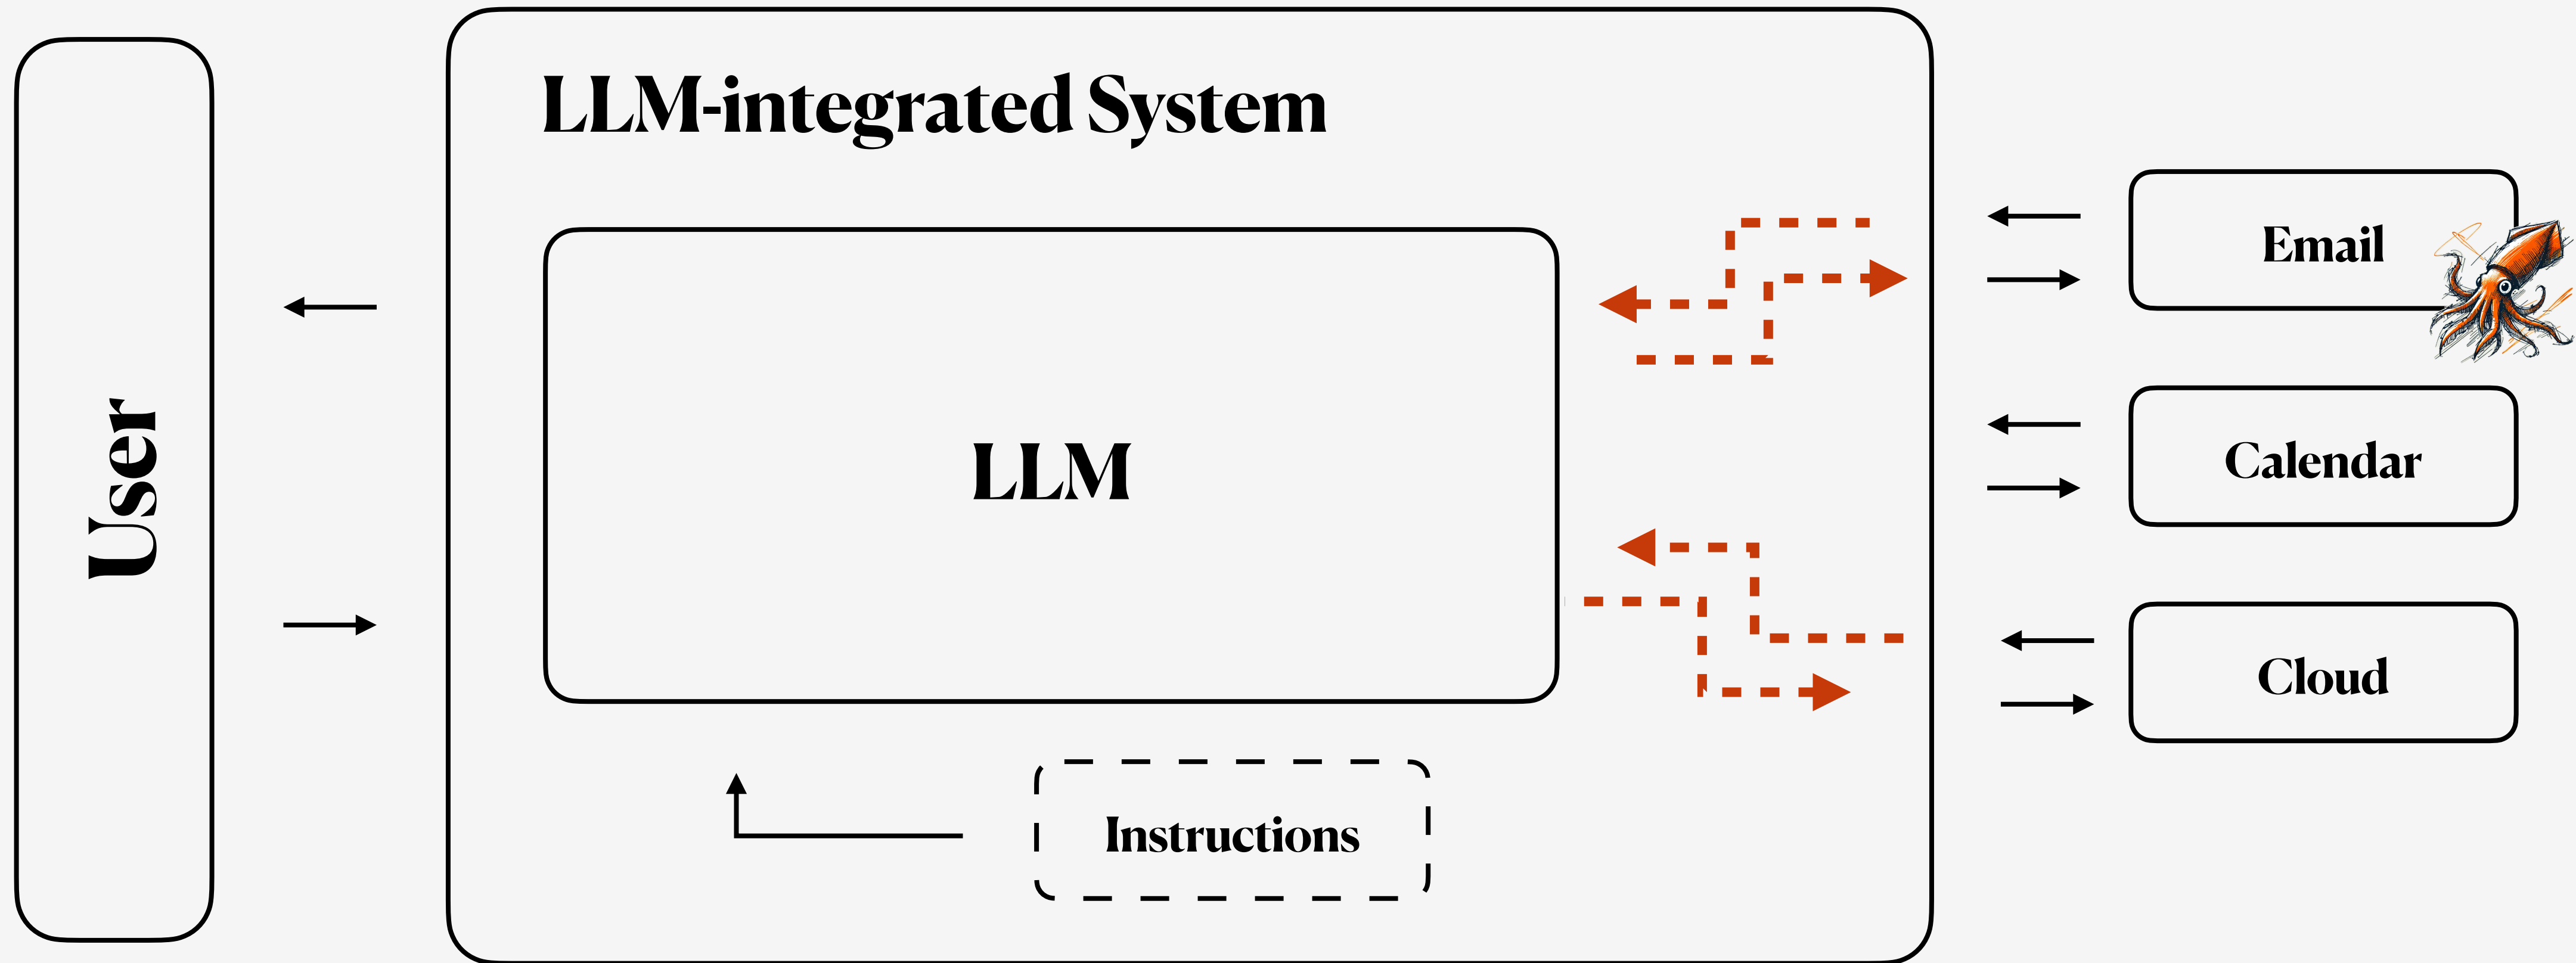 User
LLM-integrated System
LLM
Instructions
Email
Calendar
Cloud